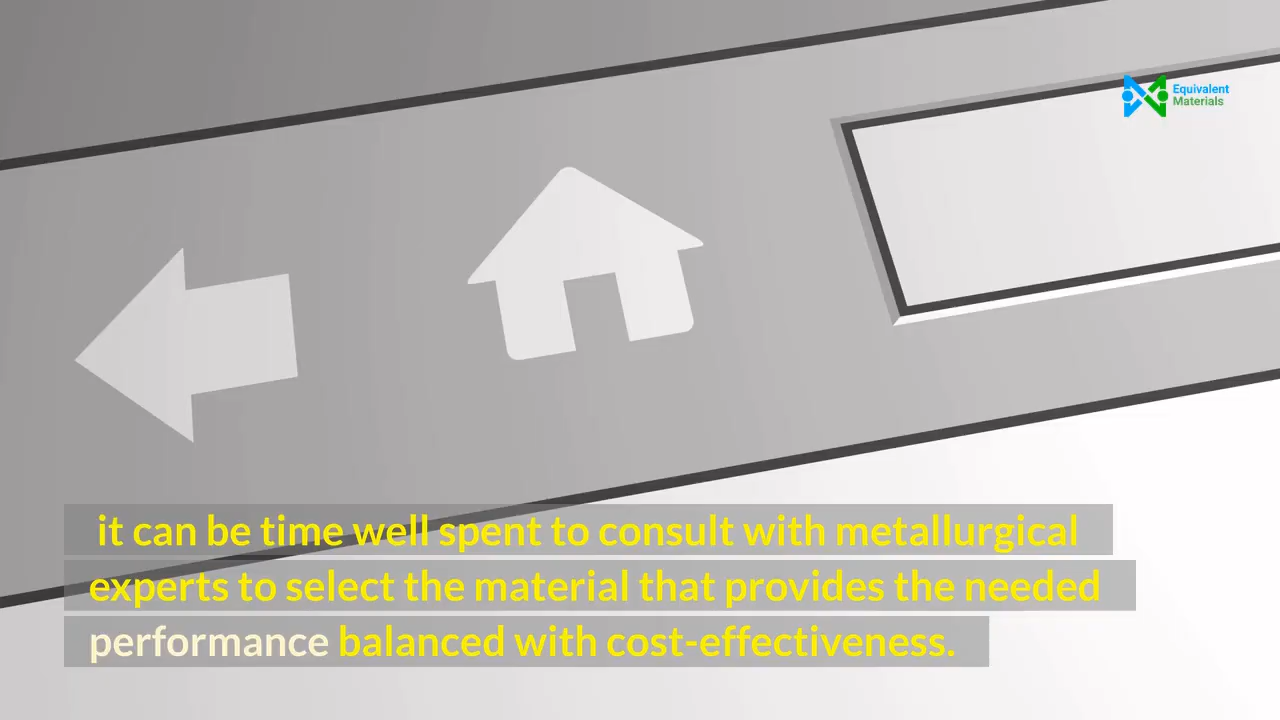 Equivalent
Materials
it can be time well spent to consult with metallurgical
experts to select the material that provides the needed
performance balanced with cost-effectiveness.